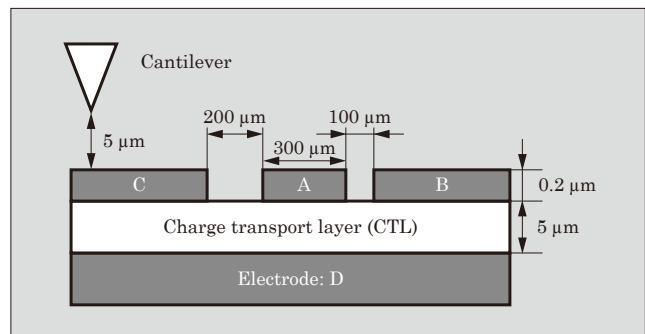 Cantilever
200 μm
100 μm
5 μm
300 μm
C
A
B
0.2 μm
Charge transport layer (CTL)
5 μm
Electrode: D